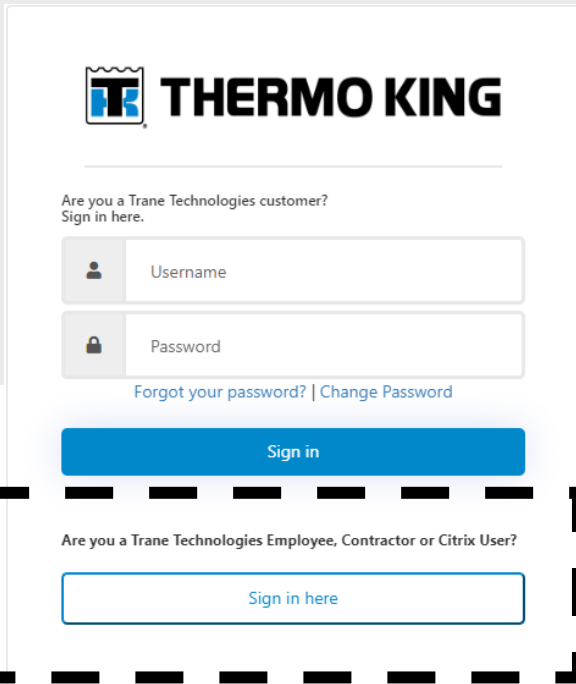 TK THERMO KING
®
Are you a Trane Technologies customer?
Sign in here.
Username
Password
Forgot your password? | Change Password
Sign in
Are you a Trane Technologies Employee, Contractor or Citrix User?
Sign in here